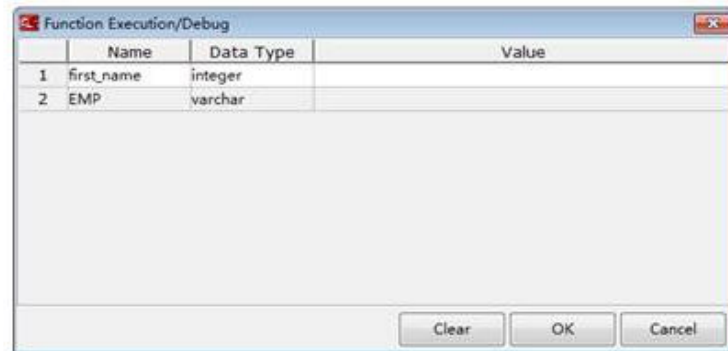 Function Execution/Debug
Name Data Type Value
1 first_name integer
2 EMP varchar
Clear OK Cancel